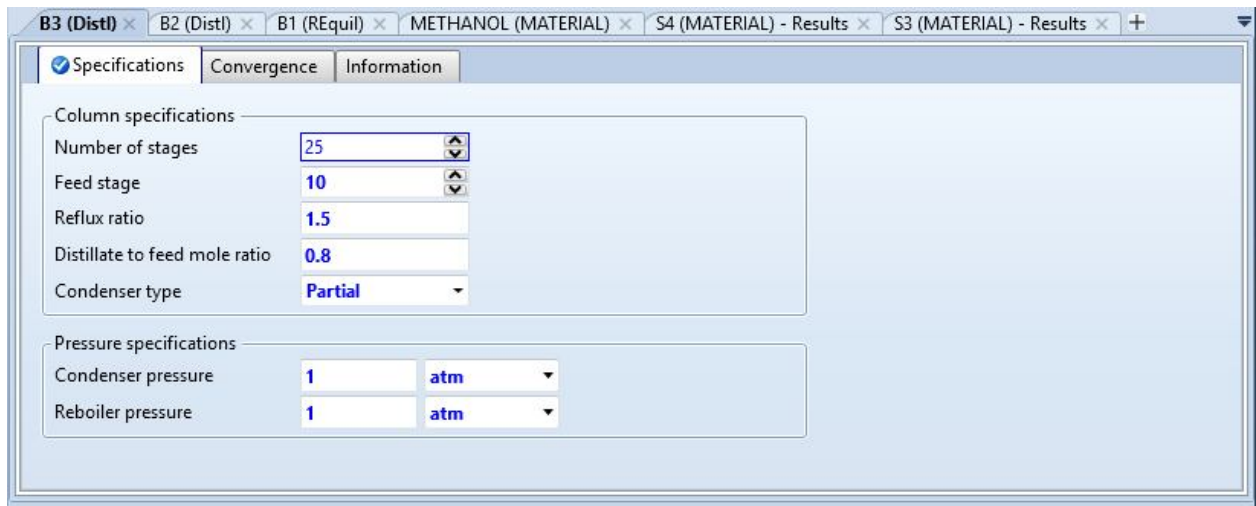 B3 (Distl) × B2 (Distl) × B1 (REquil) × METHANOL (MATERIAL) × S4 (MATERIAL) - Results × S3 (MATERIAL) - Results × +
Specifications Convergence Information
Column specifications
Number of stages 25
Feed stage 10
Reflux ratio 1.5
Distillate to feed mole ratio 0.8
Condenser type Partial
Pressure specifications
Condenser pressure 1 atm
Reboiler pressure 1 atm